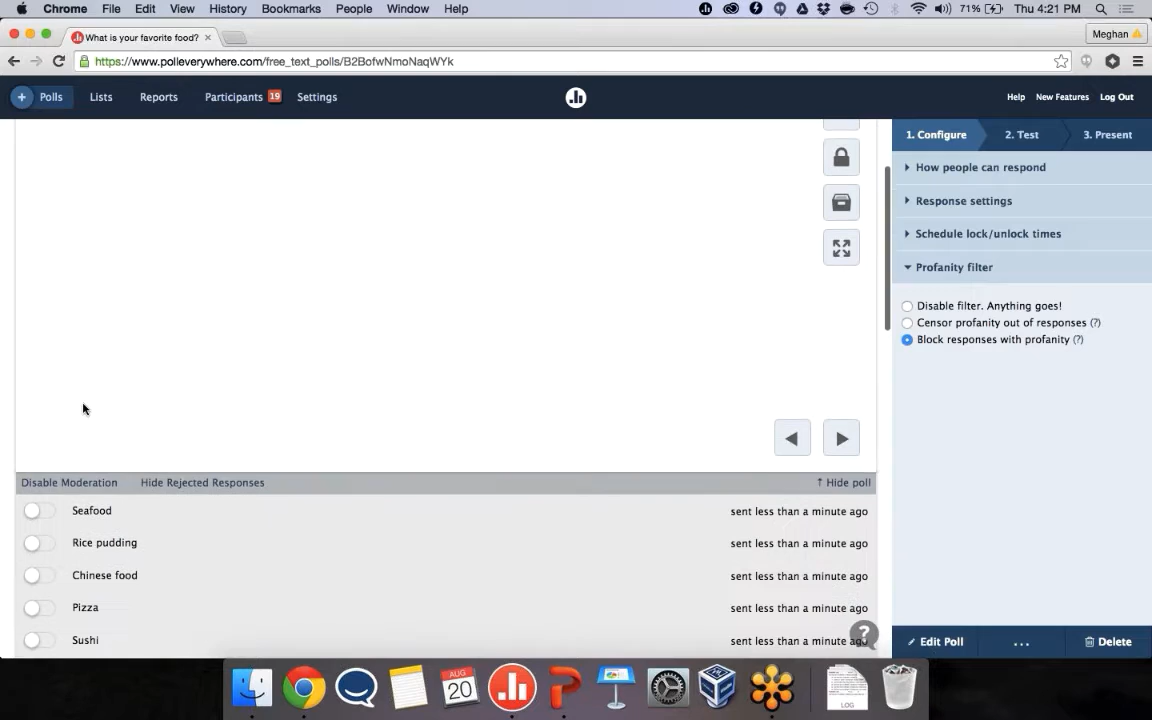 Chrome File Edit View History Bookmarks People Window Help 71% Thu 4:21 PM
What is your favorite food? Meghan
https://www.polleverywhere.com/free_text_polls/B2BofwNmoNaqWYk
+ Polls Lists Reports Participants 19 Settings Help New Features Log Out
1. Configure 2. Test 3. Present
How people can respond
Response settings
Schedule lock/unlock times
Profanity filter
Disable filter. Anything goes!
Censor profanity out of responses (?)
Block responses with profanity (?)
Disable Moderation Hide Rejected Responses ↑ Hide poll
Seafood sent less than a minute ago
Rice pudding sent less than a minute ago
Chinese food sent less than a minute ago
Pizza sent less than a minute ago
Sushi sent less than a minute ago
?
Edit Poll ... Delete
AUG
20
LOG